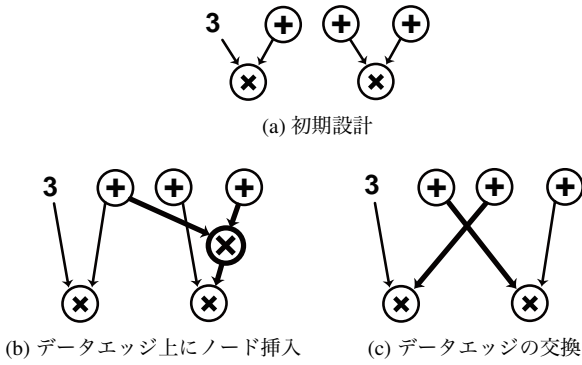 3 + + +
× ×
(a) 初期設計
3 + + +
×
× ×
(b) データエッジ上にノード挿入
3 + + +
× ×
(c) データエッジの交換